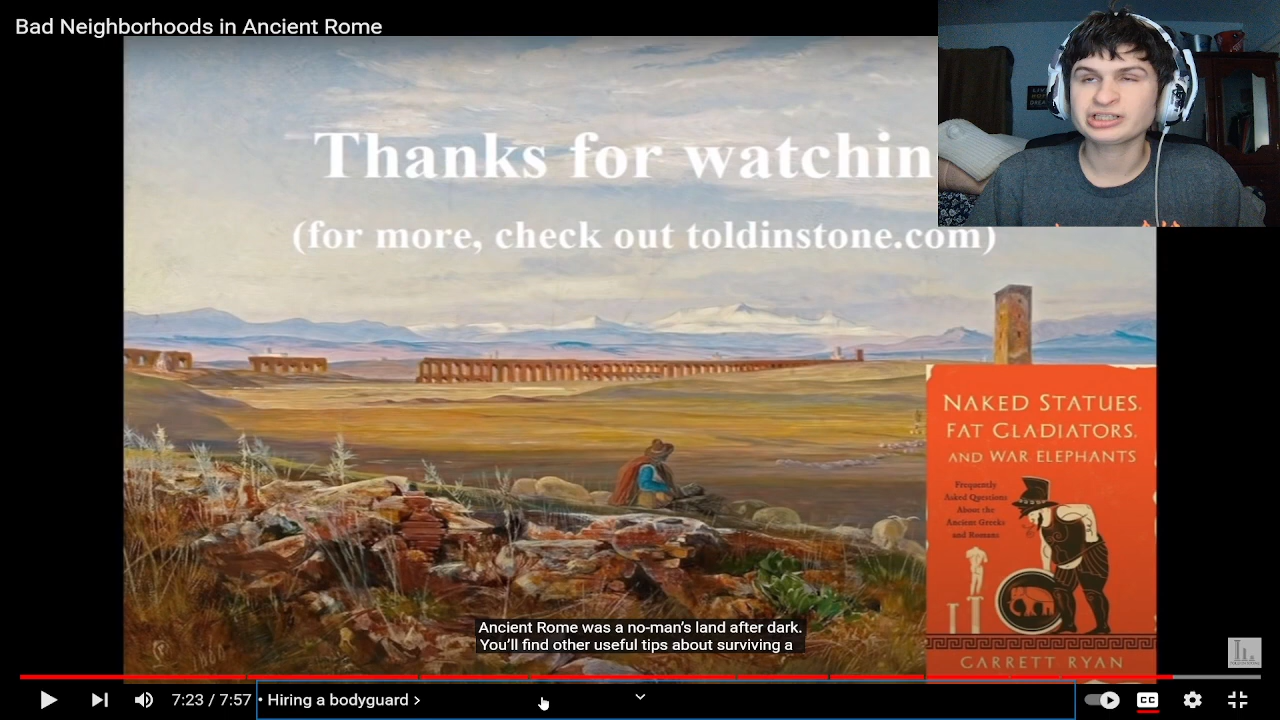 Bad Neighborhoods in Ancient Rome
Thanks for watchin
(for more, check out toldinstone.com)
NAKED STATUES,
FAT GLADIATORS,
AND WAR ELEPHANTS
Frequently
Asked Questions
About the
Ancient Greeks
and Romans
GARRETT RYAN
Ancient Rome was a no-man’s land after dark.
You’ll find other useful tips about surviving a
7:23 / 7:57 • Hiring a bodyguard >
CC